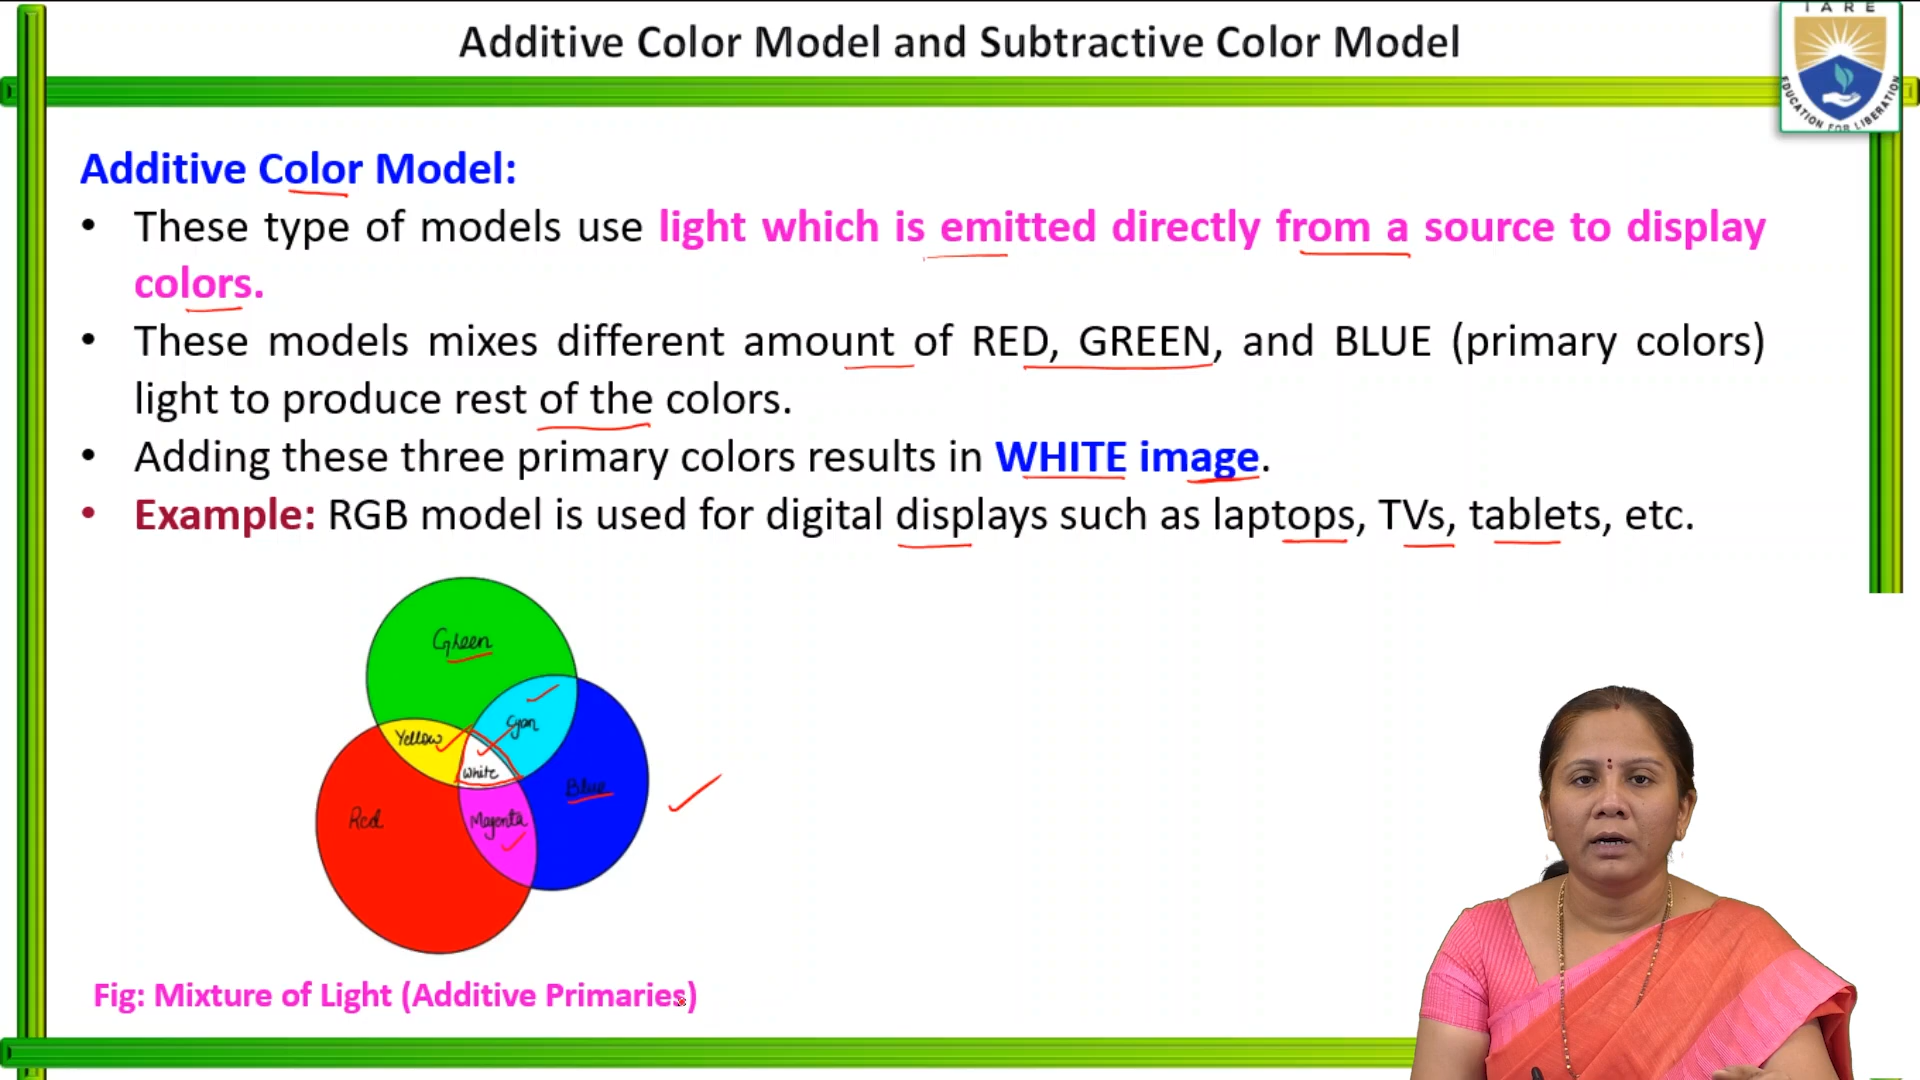 Additive Color Model and Subtractive Color Model
IARE
EDUCATION FOR LIBERATION
Additive Color Model:
• These type of models use light which is emitted directly from a source to display
colors.
• These models mixes different amount of RED, GREEN, and BLUE (primary colors)
light to produce rest of the colors.
• Adding these three primary colors results in WHITE image.
• Example: RGB model is used for digital displays such as laptops, TVs, tablets, etc.
Green
Cyan
Yellow
White
Blue
Red
Magenta
Fig: Mixture of Light (Additive Primaries)